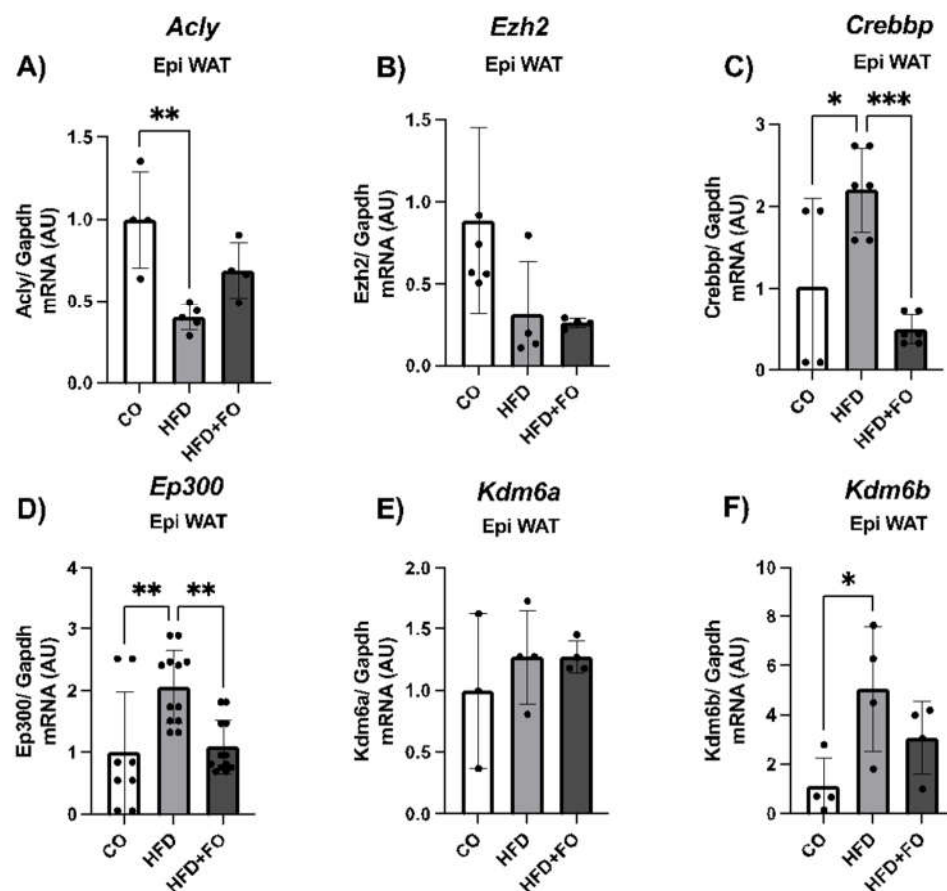 Acly
A)
Epi WAT
**
Acly/ Gapdh
mRNA (AU)
1.5
1.0
0.5
0.0
CO
HFD
HFD+FO
Ezh2
B)
Epi WAT
Ezh2/ Gapdh
mRNA (AU)
1.5
1.0
0.5
0.0
CO
HFD
HFD+FO
Crebbp
C)
Epi WAT
* ***
Crebbp/ Gapdh
mRNA (AU)
3
2
1
0
CO
HFD
HFD+FO
Ep300
D)
Epi WAT
** **
Ep300/ Gapdh
mRNA (AU)
4
3
2
1
0
CO
HFD
HFD+FO
Kdm6a
E)
Epi WAT
Kdm6a/ Gapdh
mRNA (AU)
2.0
1.5
1.0
0.5
0.0
CO
HFD
HFD+FO
Kdm6b
F)
Epi WAT
*
Kdm6b/ Gapdh
mRNA (AU)
10
8
6
4
2
0
CO
HFD
HFD+FO